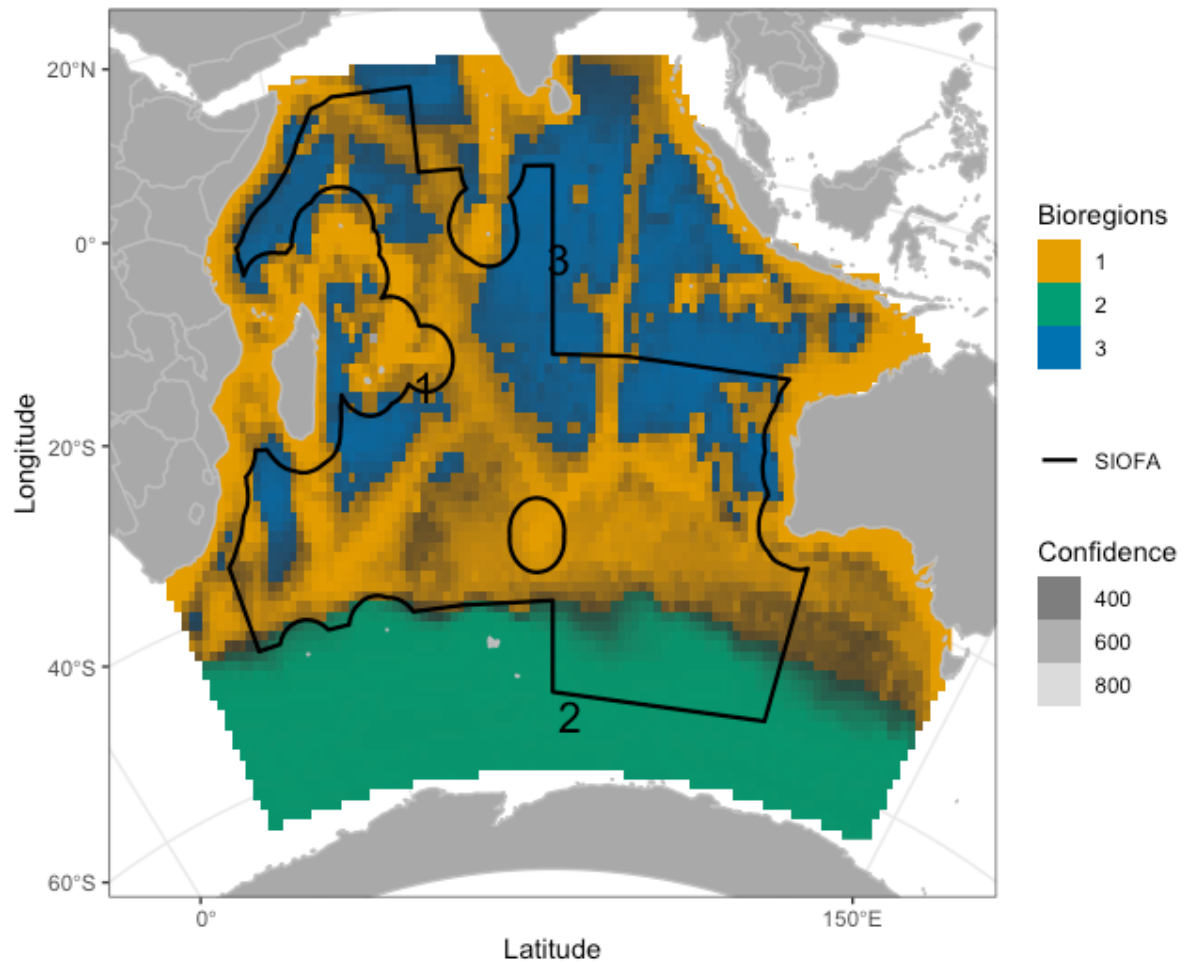 20°N
0°
20°S
40°S
60°S
Longitude
0°
150°E
Latitude
3
1
2
Bioregions
1
2
3
SIOFA
Confidence
400
600
800